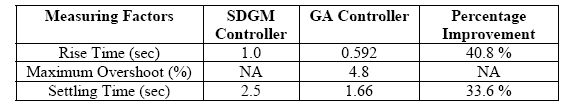 Measuring Factors SDGM Controller GA Controller Percentage Improvement
Rise Time (sec) 1.0 0.592 40.8 %
Maximum Overshoot (%) NA 4.8 NA
Settling Time (sec) 2.5 1.66 33.6 %